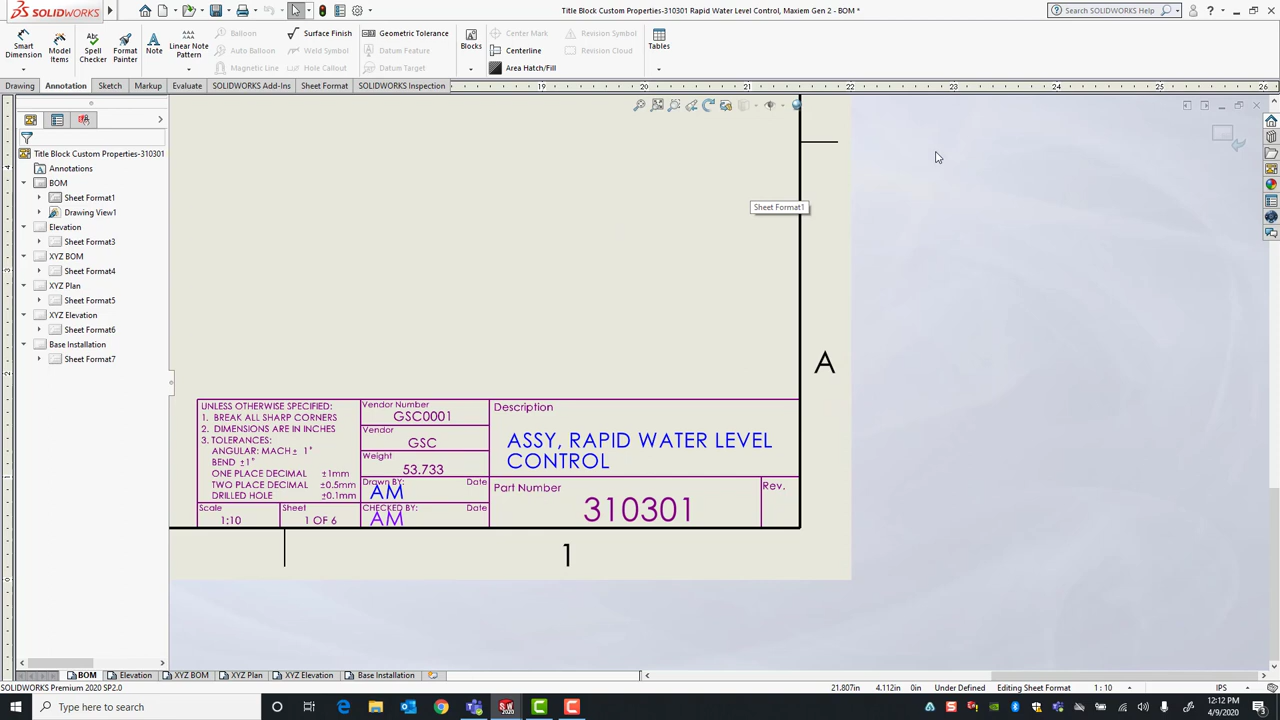 SOLIDWORKS
Title Block Custom Properties-310301 Rapid Water Level Control, Maxiem Gen 2 - BOM *
Search SOLIDWORKS Help
Smart Dimension
Model Items
Spell Checker
Format Painter
Note
Linear Note Pattern
Balloon
Auto Balloon
Magnetic Line
Surface Finish
Weld Symbol
Hole Callout
Geometric Tolerance
Datum Feature
Datum Target
Blocks
Center Mark
Centerline
Area Hatch/Fill
Revision Symbol
Revision Cloud
Tables
Drawing Annotation Sketch Markup Evaluate SOLIDWORKS Add-Ins Sheet Format SOLIDWORKS Inspection
19 20 21 22 23 24 25 26
Title Block Custom Properties-310301
Annotations
BOM
Sheet Format1
Drawing View1
Elevation
Sheet Format3
XYZ BOM
Sheet Format4
XYZ Plan
Sheet Format5
XYZ Elevation
Sheet Format6
Base Installation
Sheet Format7
Sheet Format1
A
UNLESS OTHERWISE SPECIFIED:
1. BREAK ALL SHARP CORNERS
2. DIMENSIONS ARE IN INCHES
3. TOLERANCES:
ANGULAR: MACH ± 1°
BEND ±1°
ONE PLACE DECIMAL ±1mm
TWO PLACE DECIMAL ±0.5mm
DRILLED HOLE ±0.1mm
Scale
1:10
Sheet
1 OF 6
Vendor Number
GSC0001
Vendor
GSC
Weight
53.733
Drawn BY: Date
AM
CHECKED BY: Date
AM
Description
ASSY, RAPID WATER LEVEL
CONTROL
Part Number
310301
Rev.
1
BOM Elevation XYZ BOM XYZ Plan XYZ Elevation Base Installation
SOLIDWORKS Premium 2020 SP2.0
21.807in 4.112in 0in Under Defined Editing Sheet Format 1 : 10 IPS
Type here to search
12:12 PM
4/9/2020